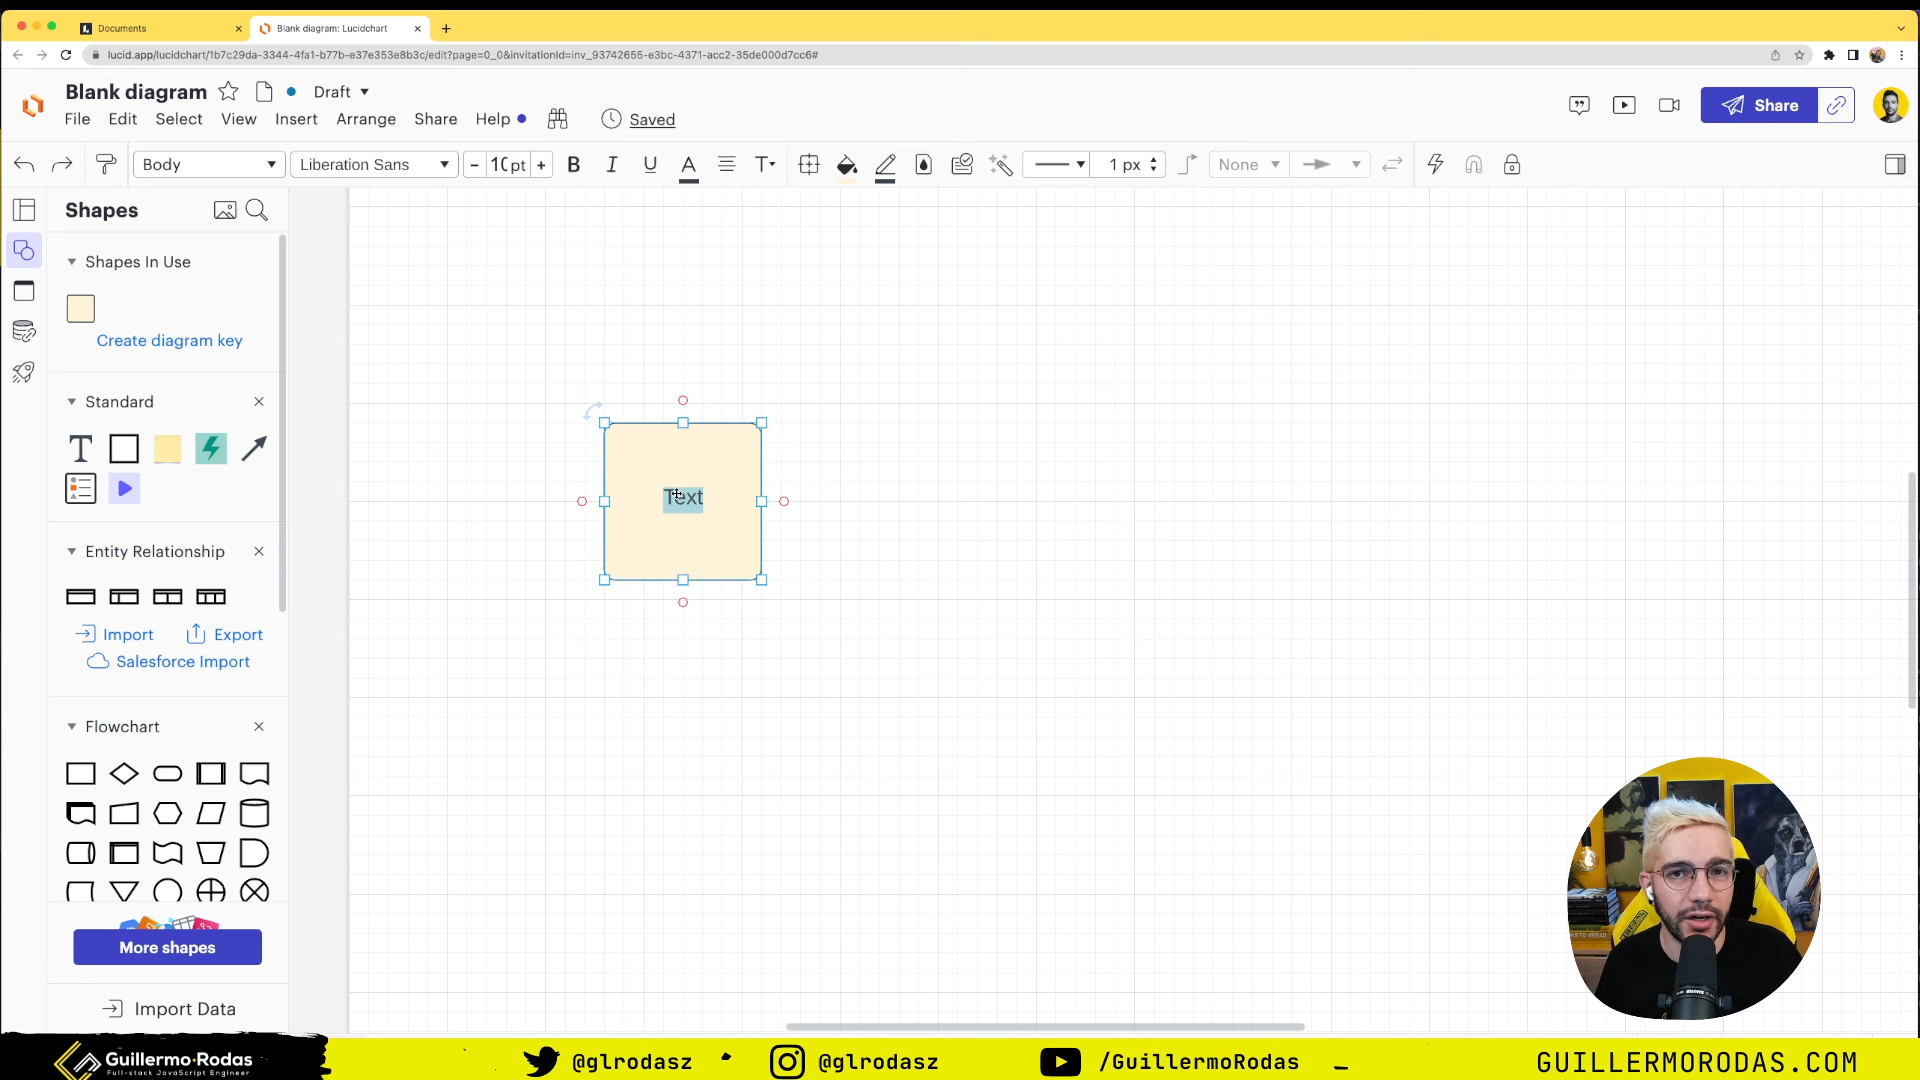 Documents
Blank diagram: Lucidchart
lucid.app/lucidchart/1b7c29da-3344-4fa1-b77b-e37e353e8b3c/edit?page=0_0&invitationId=inv_93742655-e3bc-4371-acc2-35de000d7cc6#
Blank diagram
Draft
File Edit Select View Insert Arrange Share Help
Saved
Share
Body
Liberation Sans
- 10 pt +
B I U A T
1 px
None
Shapes
Shapes In Use
Create diagram key
Standard
T
Entity Relationship
Import
Export
Salesforce Import
Flowchart
More shapes
Import Data
Text
Guillermo Rodas
Full-stack JavaScript Engineer
@glrodasz
@glrodasz
/GuillermoRodas
GUILLERMORODAS.COM